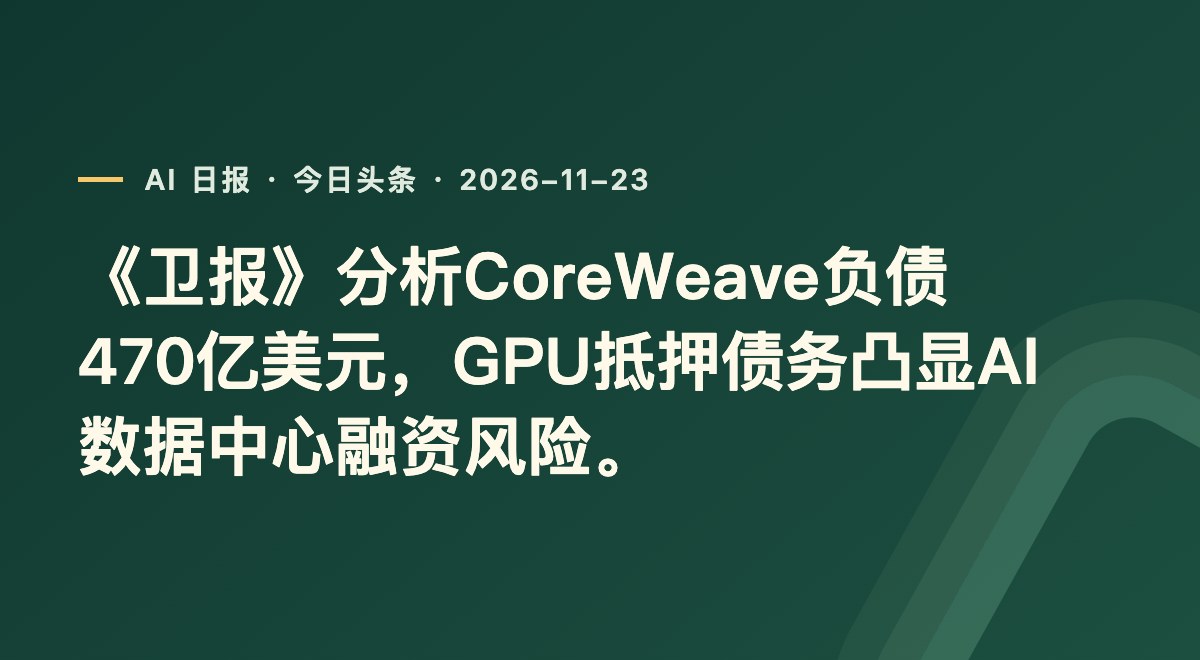 AI 日报 · 今日头条 · 2026-11-23
《卫报》分析CoreWeave负债
470亿美元，GPU抵押债务凸显AI
数据中心融资风险。